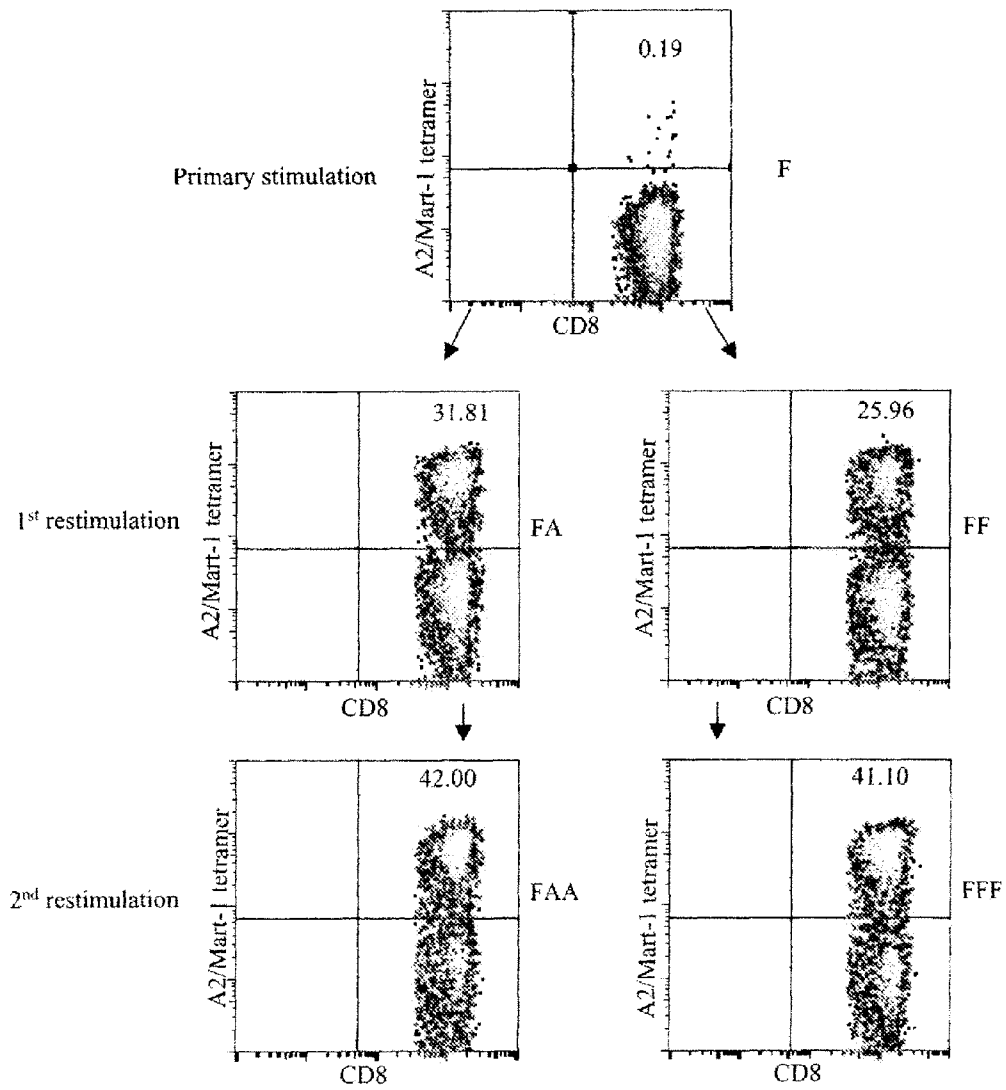 0.19
Primary stimulation
A2/Mart-1 tetramer
F
CD8
31.81
25.96
1st restimulation
A2/Mart-1 tetramer
FA
A2/Mart-1 tetramer
FF
CD8
CD8
42.00
41.10
2nd restimulation
A2/Mart-1 tetramer
FAA
A2/Mart-1 tetramer
FFF
CD8
CD8